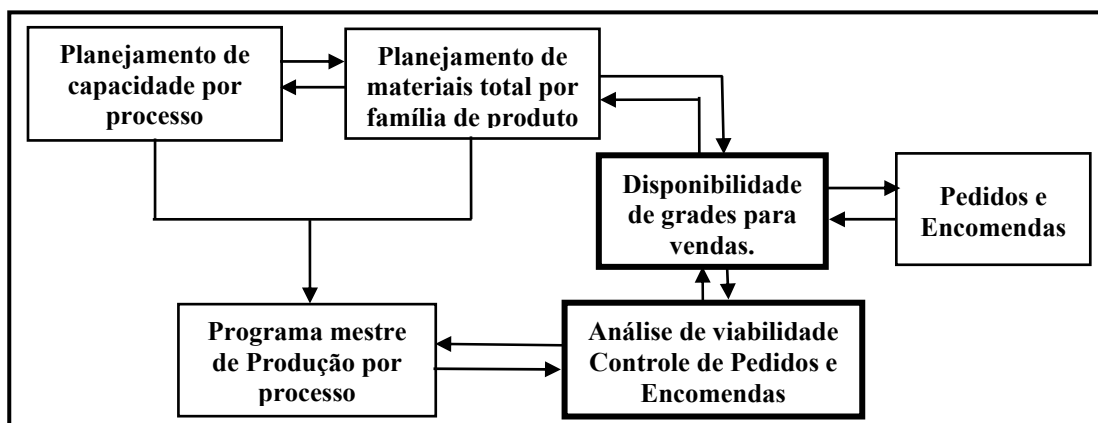 Planejamento de
capacidade por
processo
Planejamento de
materiais total por
família de produto
Disponibilidade
de grades para
vendas.
Pedidos e
Encomendas
Programa mestre
de Produção por
processo
Análise de viabilidade
Controle de Pedidos e
Encomendas